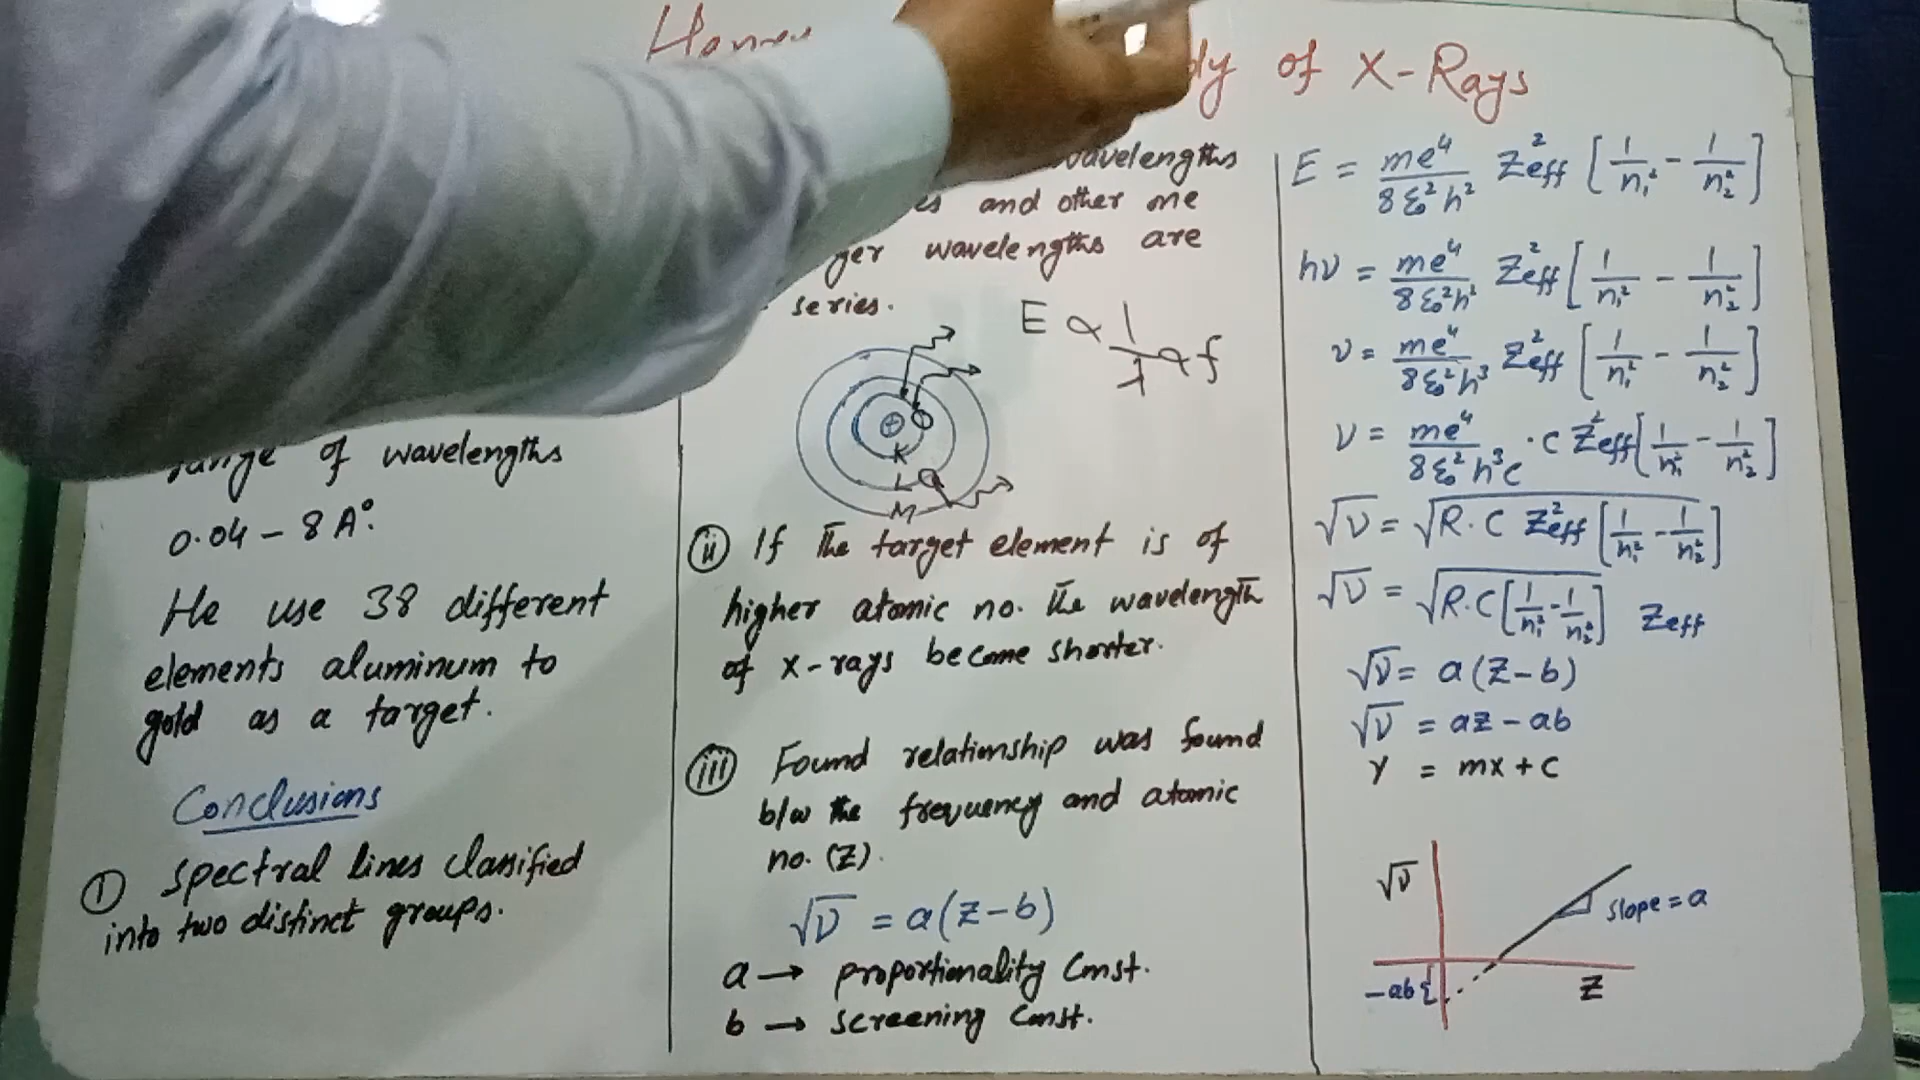 dy of X-Rays
of wavelengths
0.04 – 8 A°.
He use 38 different
elements aluminum to
gold as a target.
Conclusions
① Spectral lines classified
into two distinct groups.
wavelengths
and other one
wavelengths are
series.
E ∝ 1/λ ∝ f
+
K
L
M
ⓘⓘ If the target element is of
higher atomic no. the wavelength
of X-rays become shorter.
ⓘⓘⓘ Found relationship was found
b/w the frequency and atomic
no. (Z).
√ν = a(Z–b)
a → proportionality Const.
b → screening Const.
E = me⁴/8ε₀²h² Z²eff [1/n₁² – 1/n₂²]
hν = me⁴/8ε₀²h² Z²eff [1/n₁² – 1/n₂²]
ν = me⁴/8ε₀²h³ Z²eff [1/n₁² – 1/n₂²]
ν = me⁴/8ε₀²h³c · c Z²eff [1/n₁² – 1/n₂²]
√ν = √R·C Z²eff [1/n₁² – 1/n₂²]
√ν = √R·C [1/n₁² – 1/n₂²] Zeff
√ν = a(Z–b)
√ν = aZ – ab
Y = mx + C
√ν
slope = a
–ab
Z